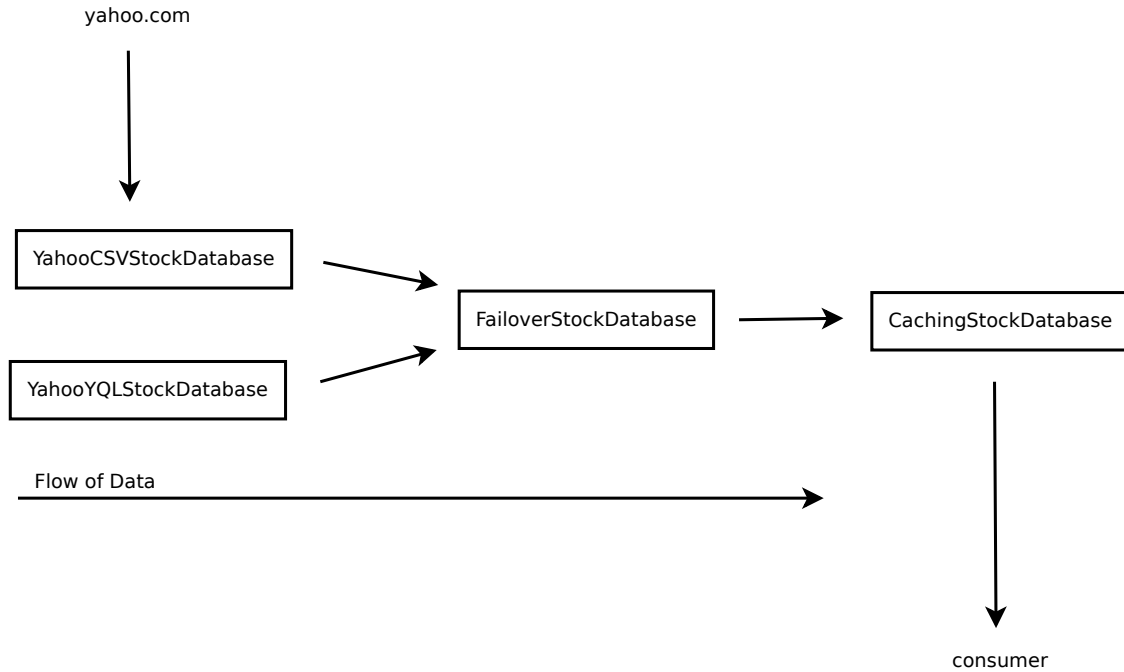 yahoo.com
YahooCSVStockDatabase
FailoverStockDatabase
CachingStockDatabase
YahooYQLStockDatabase
Flow of Data
consumer